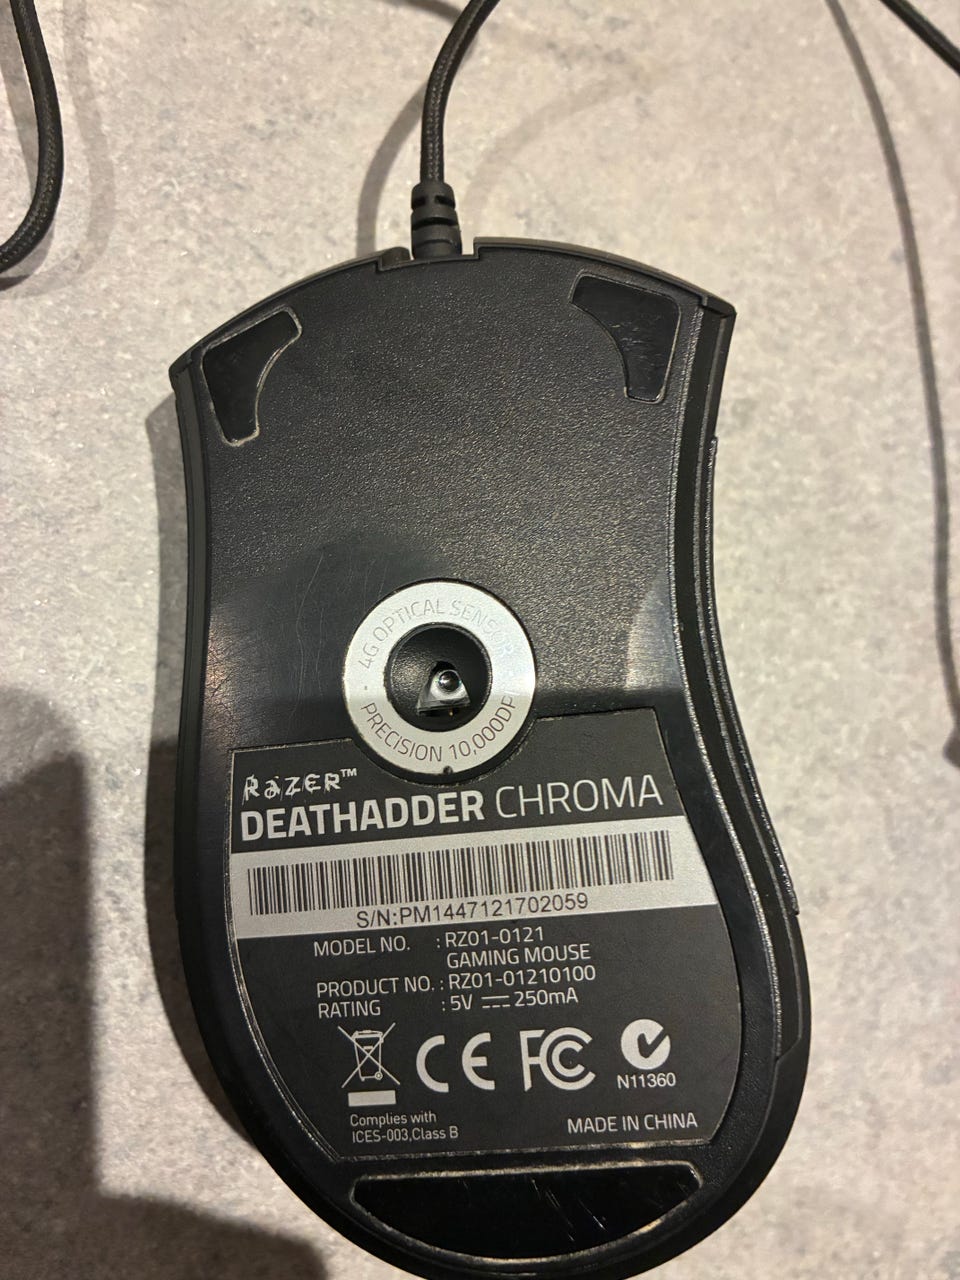 4G OPTICAL SENSOR
PRECISION 10,000DPI
RAZER™
DEATHADDER CHROMA
S/N:PM1447121702059
MODEL NO. : RZ01-0121
GAMING MOUSE
PRODUCT NO. : RZ01-01210100
RATING : 5V ⎓ 250mA
CE FC
N11360
Complies with
ICES-003,Class B
MADE IN CHINA